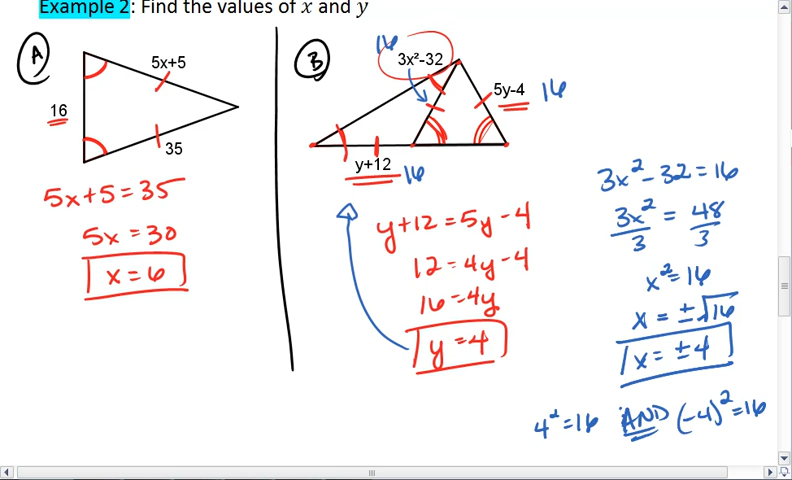 Example 2: Find the values of x and y
A
5x+5
16
35
5x+5=35
5x=30
x=6
B
16
3x²-32
5y-4 16
y+12 16
y+12=5y-4
12=4y-4
16=4y
y=4
3x²-32=16
3x²/3 = 48/3
x²=16
x=±√16
x=±4
4²=16 AND (-4)²=16